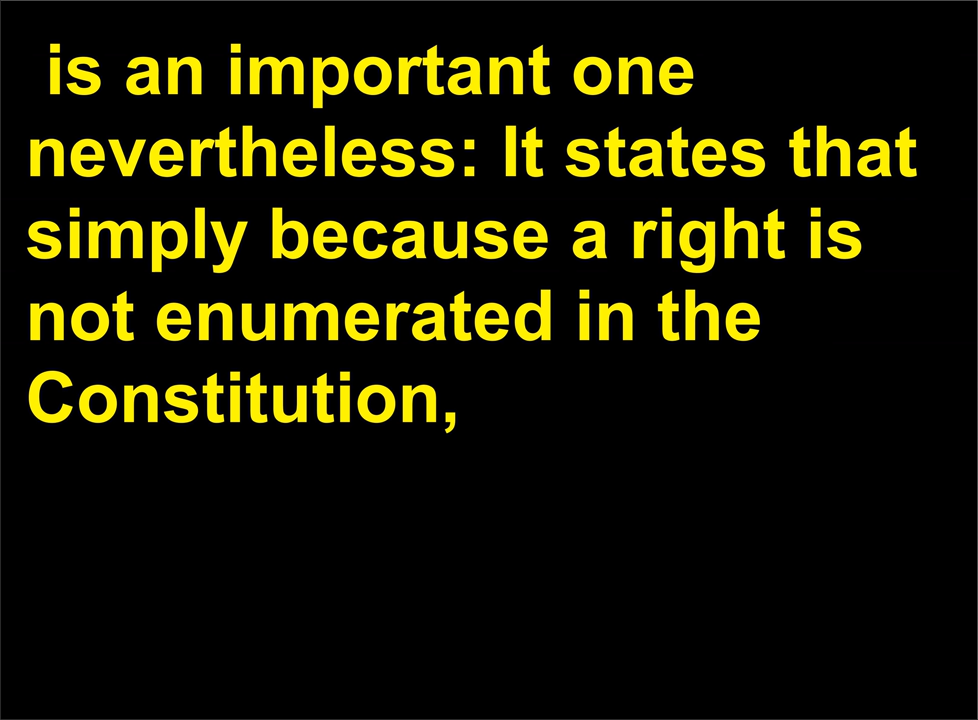 is an important one
nevertheless: It states that
simply because a right is
not enumerated in the
Constitution,